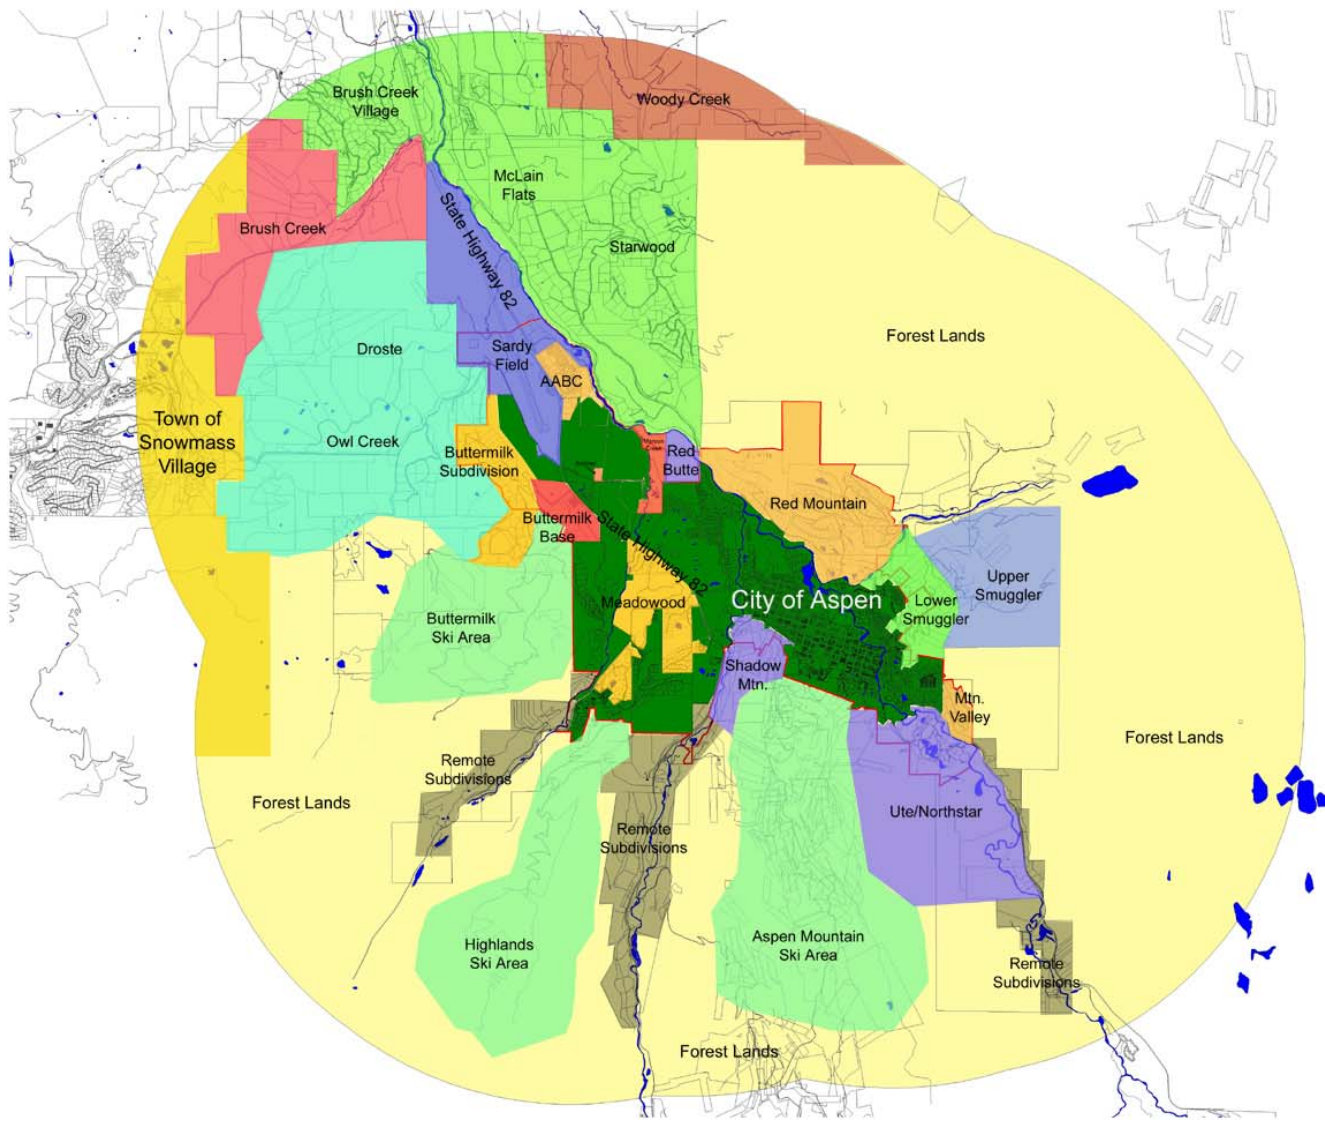 Brush Creek
Village
Woody Creek
McLain
Flats
State Highway 82
Brush Creek
Starwood
Forest Lands
Droste
Sardy
Field
AABC
Town of
Snowmass
Village
Owl Creek
Buttermilk
Subdivision
Maroon
Creek
Red
Butte
Red Mountain
Buttermilk
Base
State Highway 82
Upper
Smuggler
Meadowood
City of Aspen
Lower
Smuggler
Buttermilk
Ski Area
Shadow
Mtn.
Mtn.
Valley
Forest Lands
Remote
Subdivisions
Forest Lands
Ute/Northstar
Remote
Subdivisions
Highlands
Ski Area
Aspen Mountain
Ski Area
Remote
Subdivisions
Forest Lands